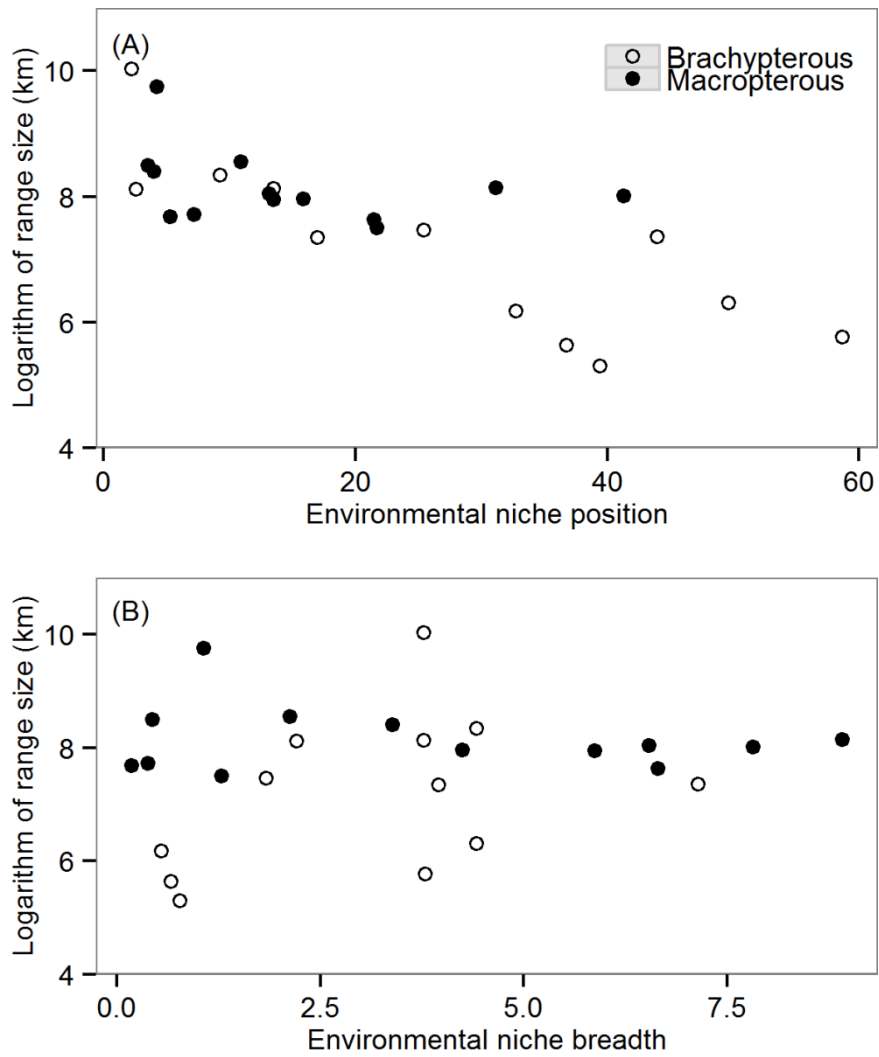 (A)
Brachypterous
Macropterous
10
8
6
4
Logarithm of range size (km)
0 20 40 60
Environmental niche position
(B)
10
8
6
4
Logarithm of range size (km)
0.0 2.5 5.0 7.5
Environmental niche breadth